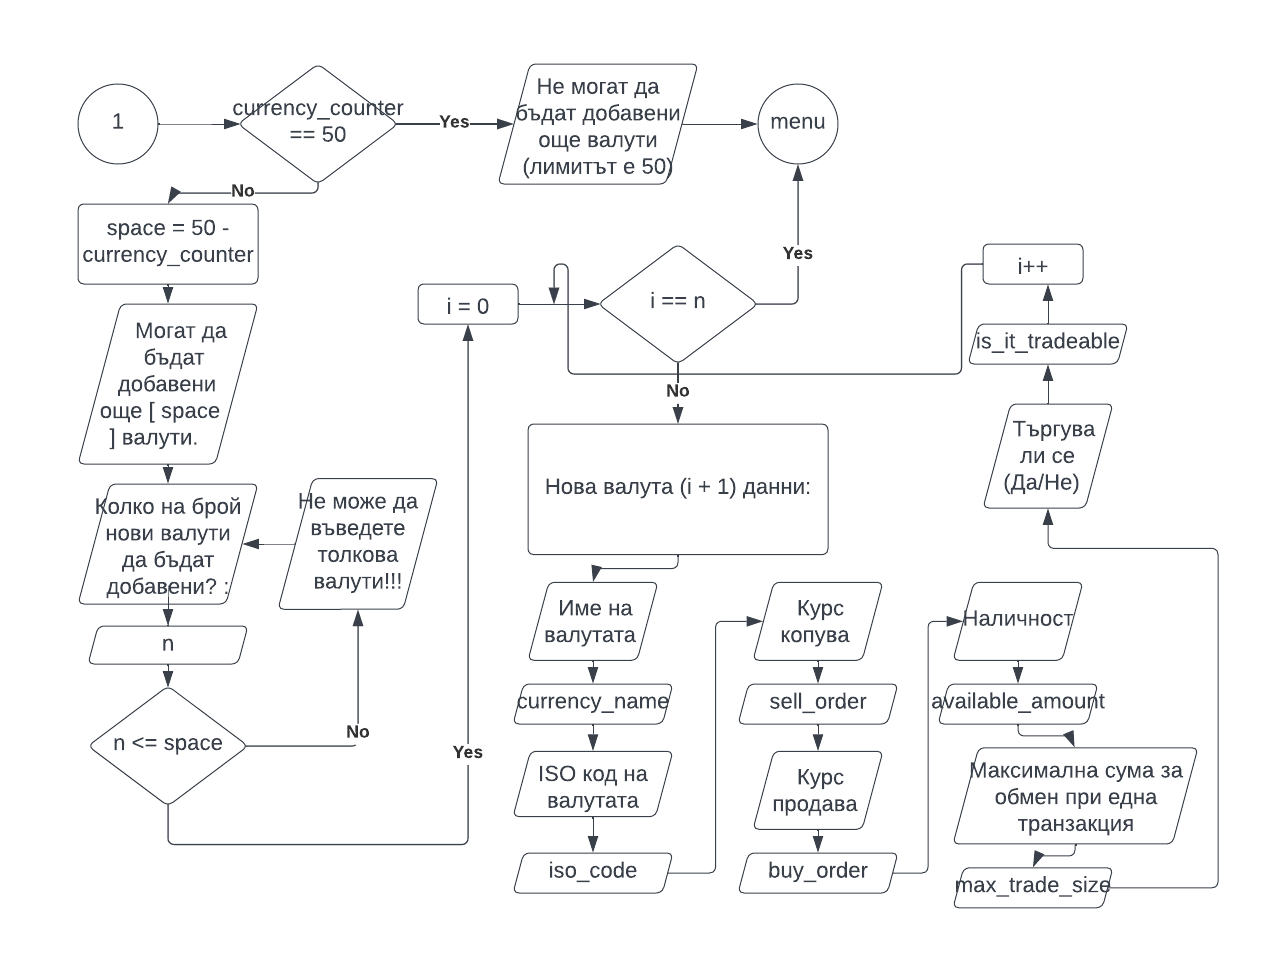 1
currency_counter
== 50
Yes
Не могат да
бъдат добавени
още валути
(лимитът е 50)
menu
No
space = 50 -
currency_counter
Могат да
бъдат
добавени
още [ space
] валути.
Колко на брой
нови валути
да бъдат
добавени? :
Не може да
въведете
толкова
валути!!!
n
n <= space
No
Yes
i = 0
i == n
Yes
No
Нова валута (i + 1) данни:
Име на
валутата
currency_name
ISO код на
валутата
iso_code
Курс
копува
sell_order
Курс
продава
buy_order
Наличност
available_amount
Максимална сума за
обмен при една
транзакция
max_trade_size
Търгува
ли се
(Да/Не)
is_it_tradeable
i++